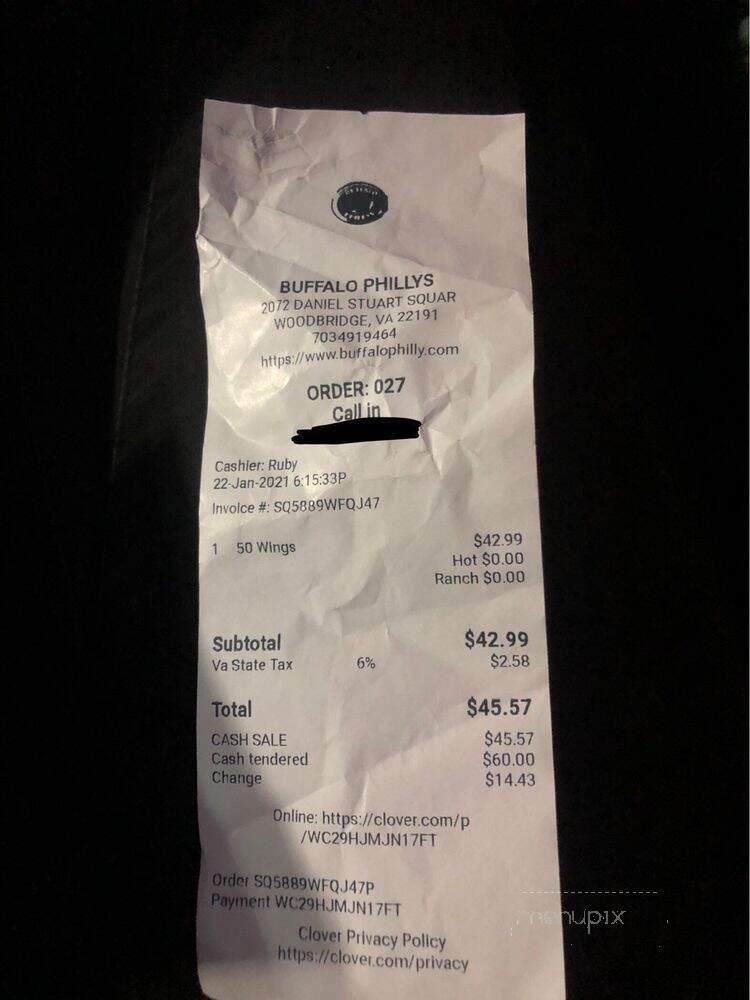 BUFFALO PHILLYS
2072 DANIEL STUART SQUAR
WOODBRIDGE, VA 22191
7034919464
https://www.buffalophilly.com
ORDER: 027
Call in
Cashier: Ruby
22-Jan-2021 6:15:33P
Invoice #: SQ5889WFQJ47
1 50 Wings $42.99
Hot $0.00
Ranch $0.00
Subtotal $42.99
Va State Tax 6% $2.58
Total $45.57
CASH SALE $45.57
Cash tendered $60.00
Change $14.43
Online: https://clover.com/p
/WC29HJMJN17FT
Order SQ5889WFQJ47P
Payment WC29HJMJN17FT
Clover Privacy Policy
https://clover.com/privacy
menupix